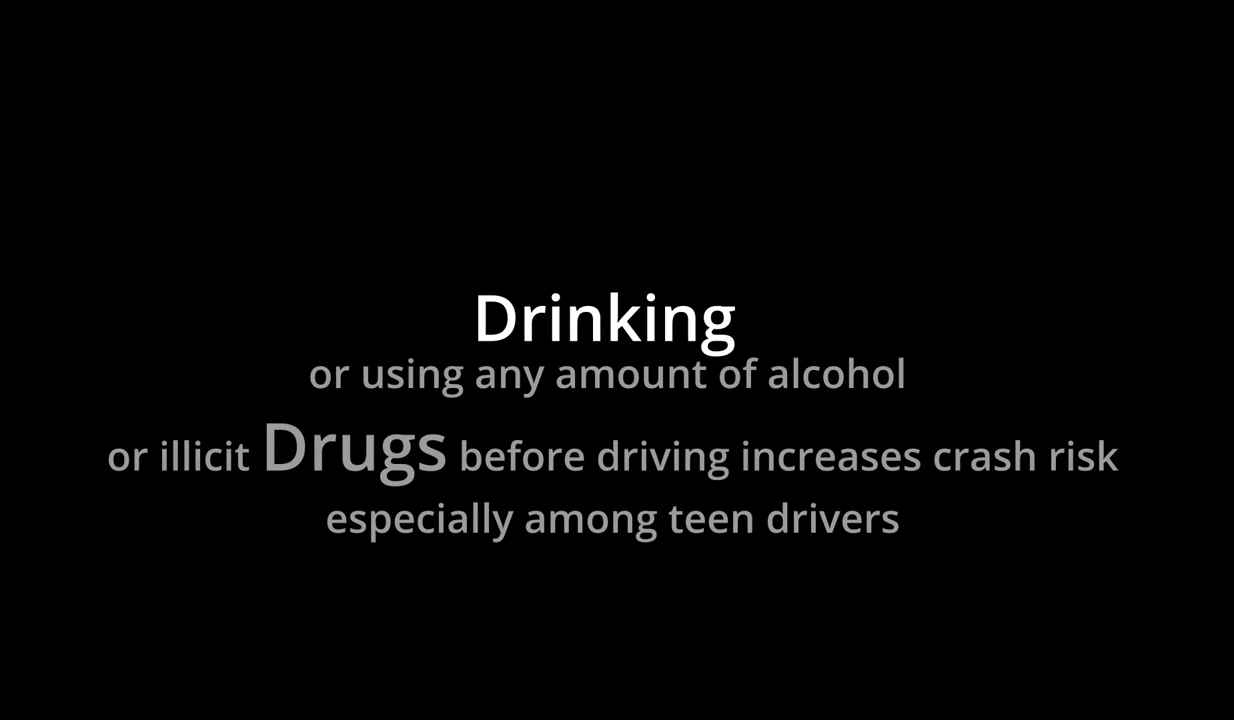 Drinking
or using any amount of alcohol
or illicit Drugs before driving increases crash risk
especially among teen drivers